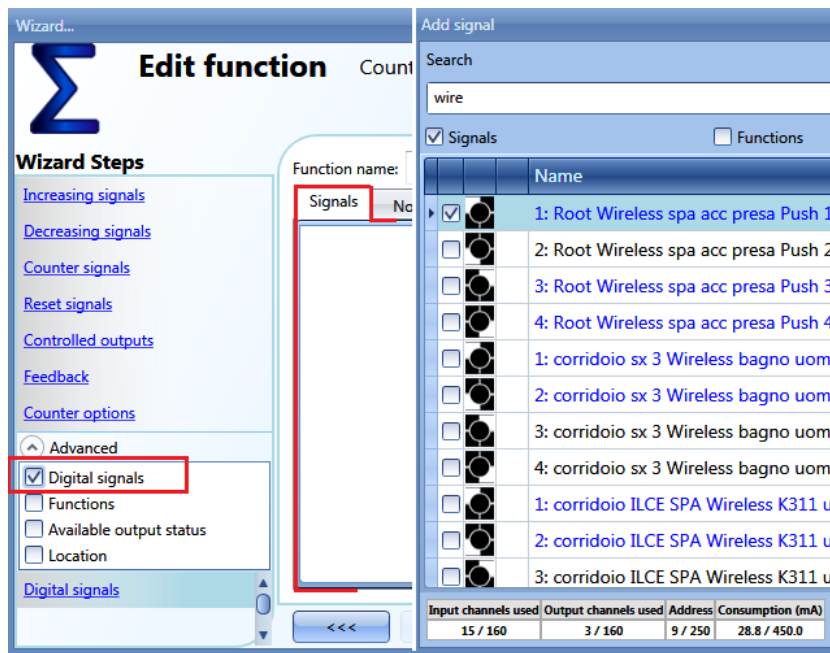 Wizard...
Edit function Count
Wizard Steps
Increasing signals
Decreasing signals
Counter signals
Reset signals
Controlled outputs
Feedback
Counter options
Advanced
Digital signals
Functions
Available output status
Location
Digital signals
Function name:
Signals No
<<<
Add signal
Search
wire
Signals Functions
Name
1: Root Wireless spa acc presa Push 1
2: Root Wireless spa acc presa Push 2
3: Root Wireless spa acc presa Push 3
4: Root Wireless spa acc presa Push 4
1: corridoio sx 3 Wireless bagno uom
2: corridoio sx 3 Wireless bagno uom
3: corridoio sx 3 Wireless bagno uom
4: corridoio sx 3 Wireless bagno uom
1: corridoio ILCE SPA Wireless K311 u
2: corridoio ILCE SPA Wireless K311 u
3: corridoio ILCE SPA Wireless K311 u
Input channels used Output channels used Address Consumption (mA)
15 / 160 3 / 160 9 / 250 28.8 / 450.0